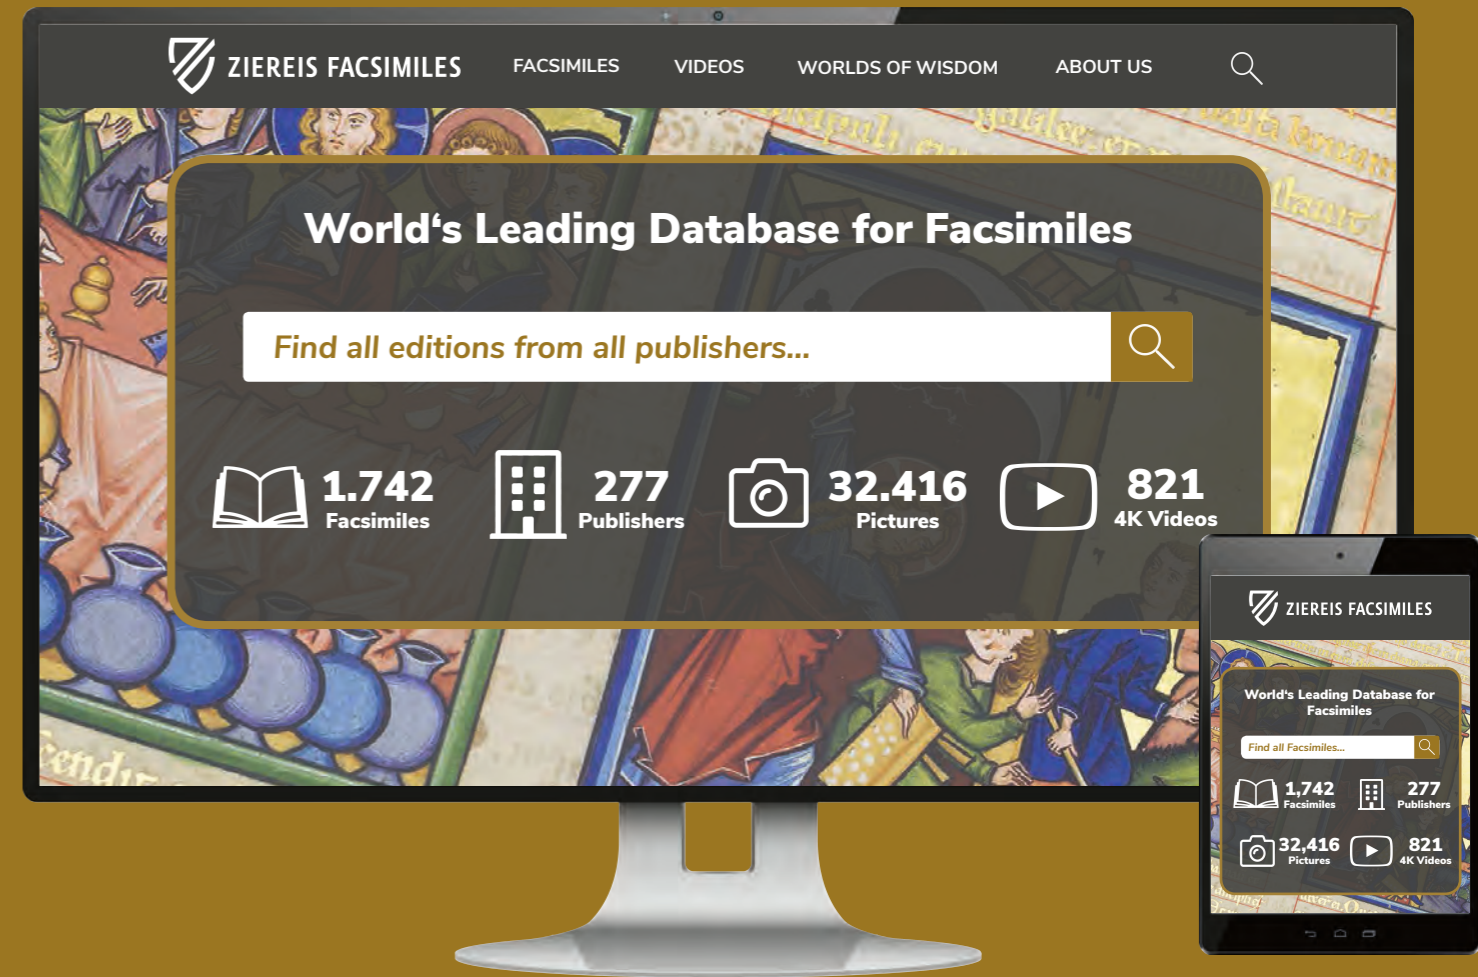 ZIEREIS FACSIMILES
FACSIMILES
VIDEOS
WORLDS OF WISDOM
ABOUT US
World‘s Leading Database for Facsimiles
Find all editions from all publishers...
1.742
Facsimiles
277
Publishers
32.416
Pictures
821
4K Videos
ZIEREIS FACSIMILES
World‘s Leading Database for
Facsimiles
Find all Facsimiles...
1,742
Facsimiles
277
Publishers
32,416
Pictures
821
4K Videos